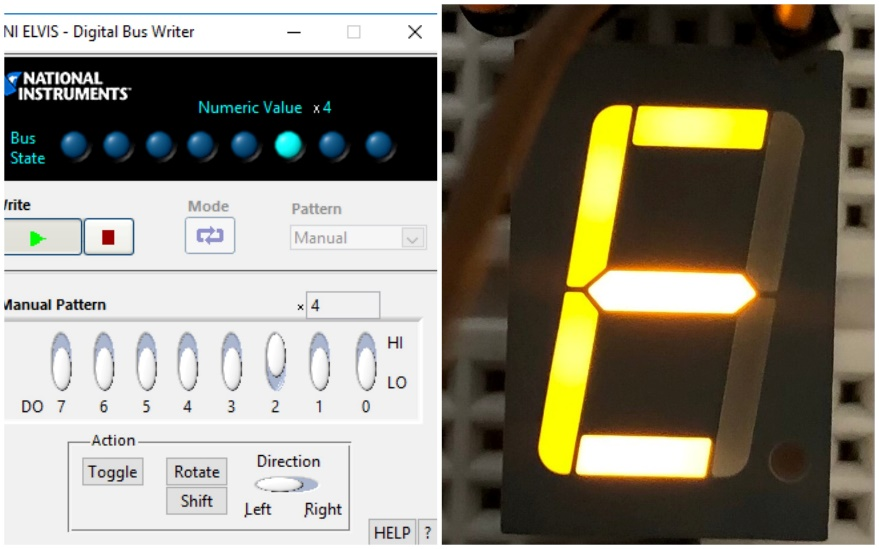 NI ELVIS - Digital Bus Writer
NATIONAL
INSTRUMENTS
Numeric Value x 4
Bus
State
Write
Mode
Pattern
Manual
Manual Pattern
x 4
HI
LO
DO 7 6 5 4 3 2 1 0
Action
Toggle
Rotate
Direction
Shift
Left Right
HELP ?
E